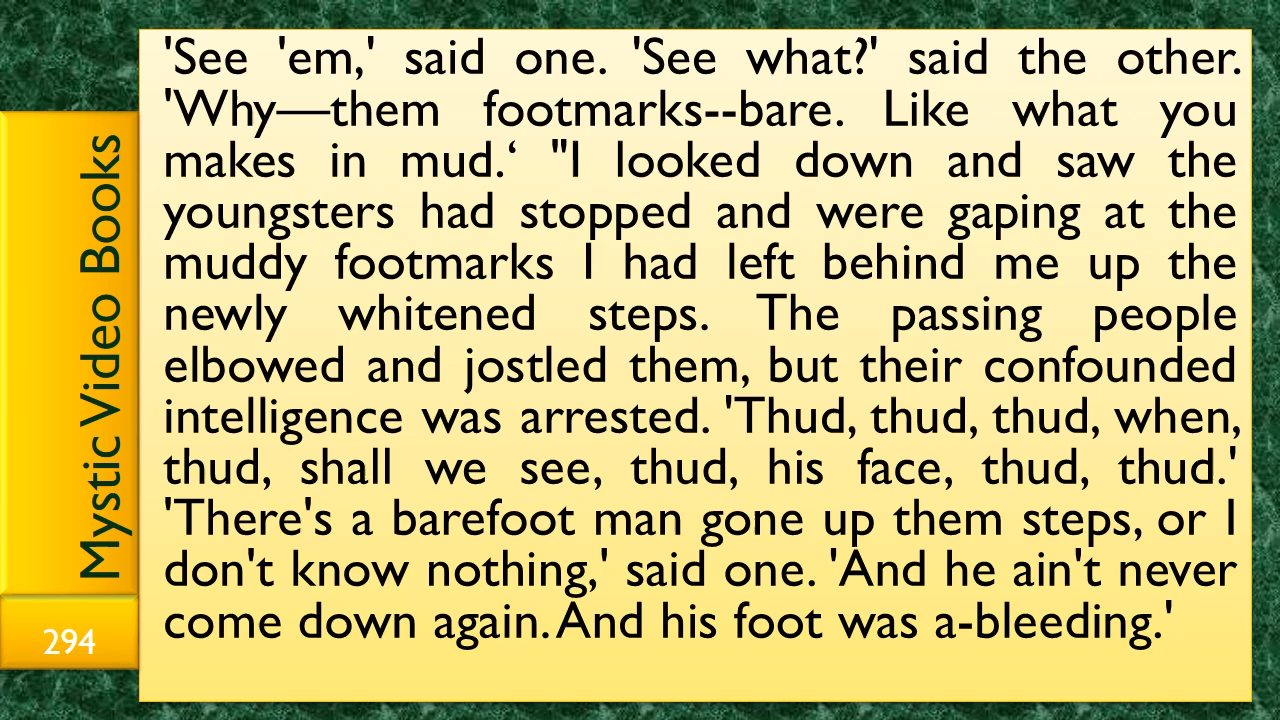 'See 'em,' said one. 'See what?' said the other.
'Why—them footmarks--bare. Like what you
makes in mud.‘ "I looked down and saw the
youngsters had stopped and were gaping at the
muddy footmarks I had left behind me up the
newly whitened steps. The passing people
elbowed and jostled them, but their confounded
intelligence was arrested. 'Thud, thud, thud, when,
thud, shall we see, thud, his face, thud, thud.'
'There's a barefoot man gone up them steps, or I
don't know nothing,' said one. 'And he ain't never
come down again. And his foot was a-bleeding.'
Mystic Video Books
294